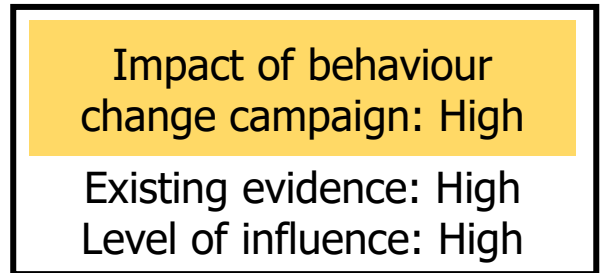 Impact of behaviour
change campaign: High
Existing evidence: High
Level of influence: High